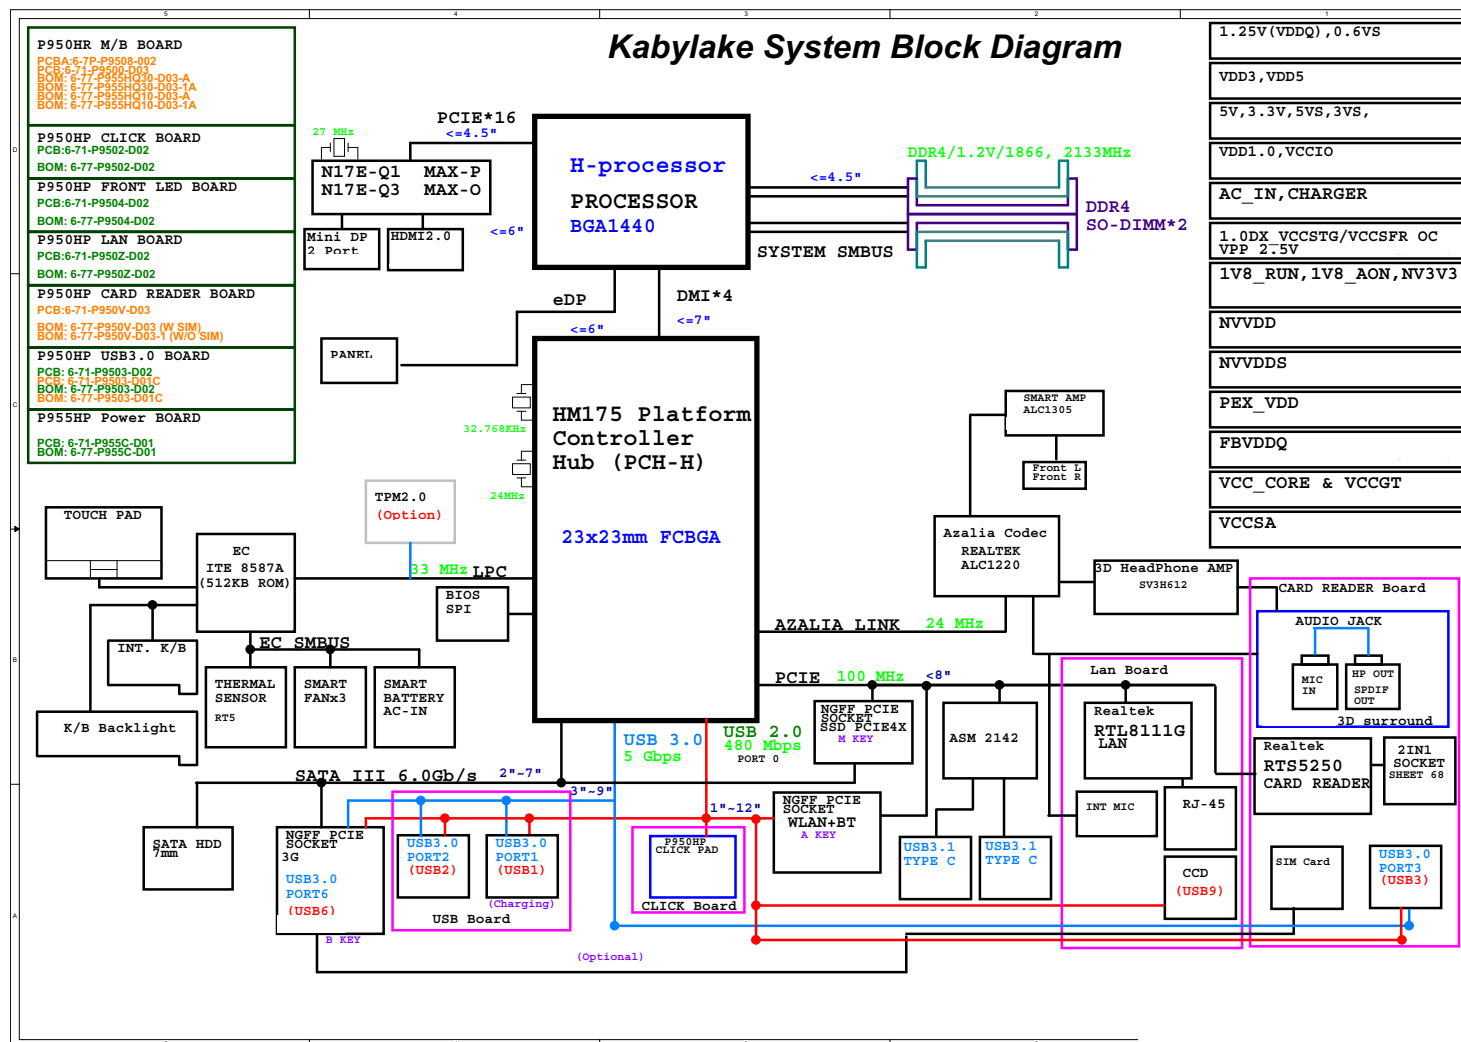 Kabylake System Block Diagram
5
4
3
2
1
D
C
B
A
P950HR M/B BOARD
PCBA:6-7P-P9508-002
PCB:6-71-P9500-D03
BOM: 6-77-P955HQ30-D03-A
BOM: 6-77-P955HQ30-D03-1A
BOM: 6-77-P955HQ10-D03-A
BOM: 6-77-P955HQ10-D03-1A
P950HP CLICK BOARD
PCB:6-71-P9502-D02
BOM: 6-77-P9502-D02
P950HP FRONT LED BOARD
PCB:6-71-P9504-D02
BOM: 6-77-P9504-D02
P950HP LAN BOARD
PCB:6-71-P950Z-D02
BOM: 6-77-P950Z-D02
P950HP CARD READER BOARD
PCB:6-71-P950V-D03
BOM: 6-77-P950V-D03 (W SIM)
BOM: 6-77-P950V-D03-1 (W/O SIM)
P950HP USB3.0 BOARD
PCB: 6-71-P9503-D02
PCB: 6-71-P9503-D01C
BOM: 6-77-P9503-D02
BOM: 6-77-P9503-D01C
P955HP Power BOARD
PCB: 6-71-P955C-D01
BOM: 6-77-P955C-D01
1.25V(VDDQ),0.6VS
VDD3,VDD5
5V,3.3V,5VS,3VS,
VDD1.0,VCCIO
AC_IN,CHARGER
1.0DX_VCCSTG/VCCSFR OC
VPP 2.5V
1V8_RUN,1V8_AON,NV3V3
NVVDD
NVVDDS
PEX_VDD
FBVDDQ
VCC_CORE & VCCGT
VCCSA
27 MHz
PCIE*16
<=4.5"
N17E-Q1 MAX-P
N17E-Q3 MAX-O
Mini DP
2 Port
HDMI2.0
<=6"
H-processor
PROCESSOR
BGA1440
<=4.5"
DDR4/1.2V/1866, 2133MHz
DDR4
SO-DIMM*2
SYSTEM SMBUS
eDP
<=6"
DMI*4
<=7"
PANEL
32.768KHz
24MHz
HM175 Platform
Controller
Hub (PCH-H)
23x23mm FCBGA
SMART AMP
ALC1305
Front L
Front R
Azalia Codec
REALTEK
ALC1220
3D HeadPhone AMP
SV3H612
AZALIA LINK 24 MHz
TPM2.0
(Option)
TOUCH PAD
EC
ITE 8587A
(512KB ROM)
33 MHz LPC
BIOS
SPI
EC SMBUS
INT. K/B
K/B Backlight
THERMAL
SENSOR
RT5
SMART
FANx3
SMART
BATTERY
AC-IN
CARD READER Board
AUDIO JACK
MIC
IN
HP OUT
SPDIF
OUT
3D surround
PCIE 100 MHz <8"
NGFF PCIE
SOCKET
SSD PCIE4X
M KEY
ASM 2142
Lan Board
Realtek
RTL8111G
LAN
Realtek
RTS5250
CARD READER
2IN1
SOCKET
SHEET 68
USB 3.0
5 Gbps
USB 2.0
480 Mbps
PORT 0
SATA III 6.0Gb/s 2"~7"
3"~9"
1"~12"
SATA HDD
7mm
NGFF PCIE
SOCKET
3G
USB3.0
PORT6
(USB6)
B KEY
USB3.0
PORT2
(USB2)
USB3.0
PORT1
(USB1)
(Charging)
USB Board
P950HP
CLICK PAD
CLICK Board
NGFF PCIE
SOCKET
WLAN+BT
A KEY
USB3.1
TYPE C
USB3.1
TYPE C
INT MIC
RJ-45
CCD
(USB9)
SIM Card
USB3.0
PORT3
(USB3)
(Optional)